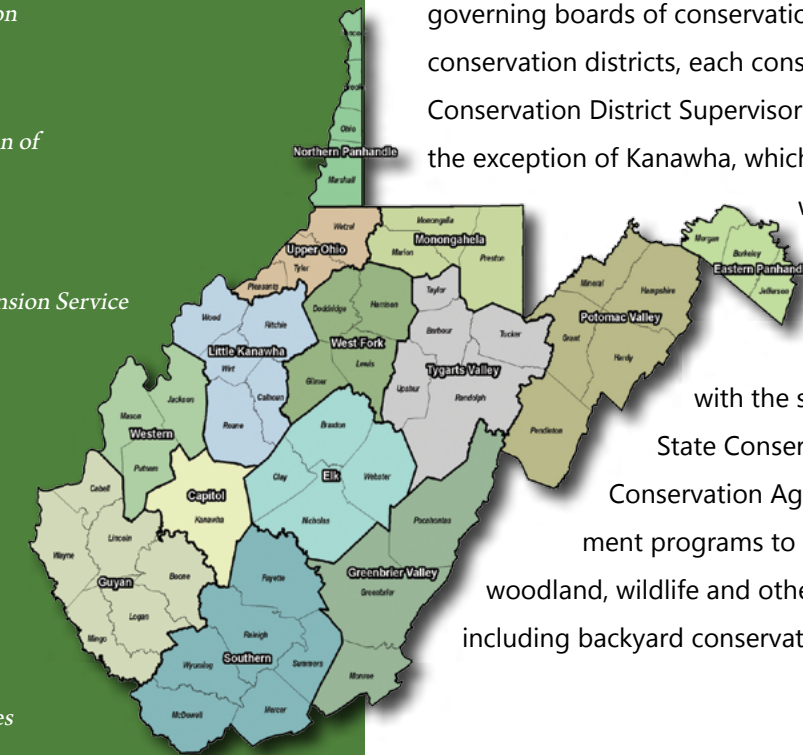 on
n of
nsion Service
es
governing boards of conservatio
conservation districts, each cons
Conservation District Supervisor
the exception of Kanawha, which
with the s
State Conser
Conservation Ag
ment programs to
woodland, wildlife and othe
including backyard conservat
Ohio
Northern Panhandle
Marshall
Wetzel
Upper Ohio
Tyler
Pleasants
Monongalia
Monongahela
Marion
Preston
Morgan
Berkeley
Eastern Panhand
Jefferson
Mineral
Hampshire
Potomac Valley
Grant
Hardy
Pendleton
Taylor
Barbour
Tucker
Tygarts Valley
Upshur
Randolph
Doddridge
Harrison
West Fork
Lewis
Gilmer
Wood
Ritchie
Little Kanawha
Wirt
Calhoun
Roane
Jackson
Mason
Western
Putnam
Capitol
Kanawha
Braxton
Clay
Elk
Webster
Nicholas
Pocahontas
Greenbrier Valley
Greenbrier
Monroe
Cabell
Lincoln
Wayne
Boone
Guyan
Logan
Mingo
Fayette
Raleigh
Southern
Wyoming
Summers
McDowell
Mercer